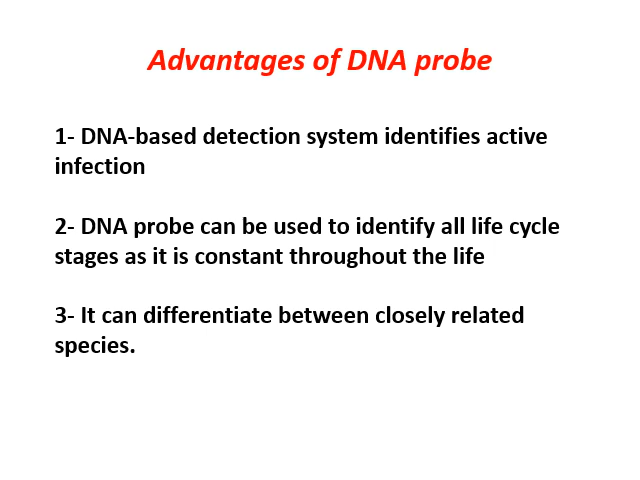 Advantages of DNA probe
1- DNA-based detection system identifies active
infection
2- DNA probe can be used to identify all life cycle
stages as it is constant throughout the life
3- It can differentiate between closely related
species.